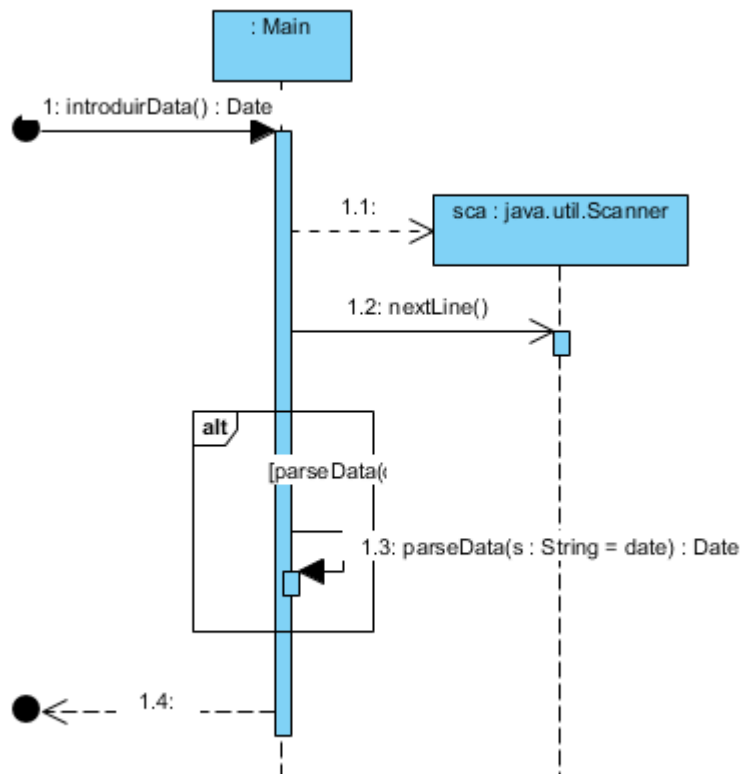 : Main
1: introduirData() : Date
1.1:
sca : java.util.Scanner
1.2: nextLine()
alt
[parseData(
1.3: parseData(s : String = date) : Date
1.4: